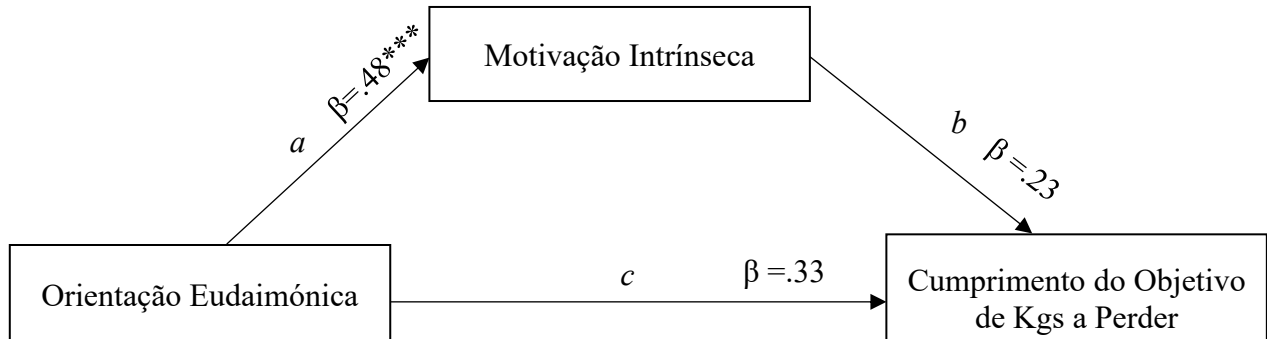 Motivação Intrínseca
a β=.48***
b β =.23
Orientação Eudaimónica
c β =.33
Cumprimento do Objetivo
de Kgs a Perder